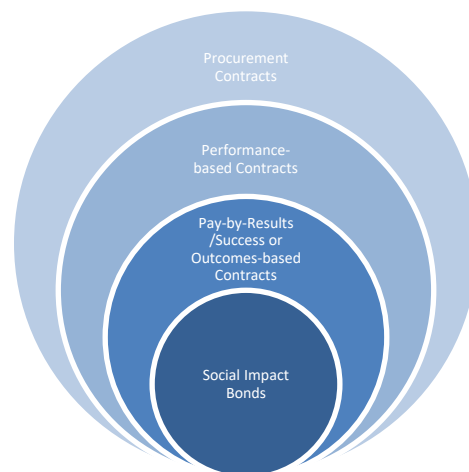 Procurement
Contracts
Performance-
based Contracts
Pay-by-Results
/Success or
Outcomes-based
Contracts
Social Impact
Bonds